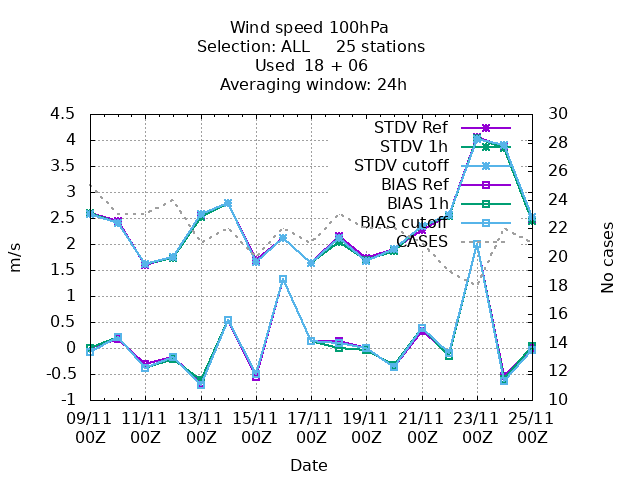 Wind speed 100hPa
Selection: ALL     25 stations
Used  18 + 06
Averaging window: 24h
4.5
4
3.5
3
2.5
2
1.5
1
0.5
0
-0.5
-1
30
28
26
24
22
20
18
16
14
12
10
m/s
No cases
STDV Ref
STDV 1h
STDV cutoff
BIAS Ref
BIAS 1h
BIAS cutoff
CASES
09/11 11/11 13/11 15/11 17/11 19/11 21/11 23/11 25/11
00Z 00Z 00Z 00Z 00Z 00Z 00Z 00Z 00Z
Date